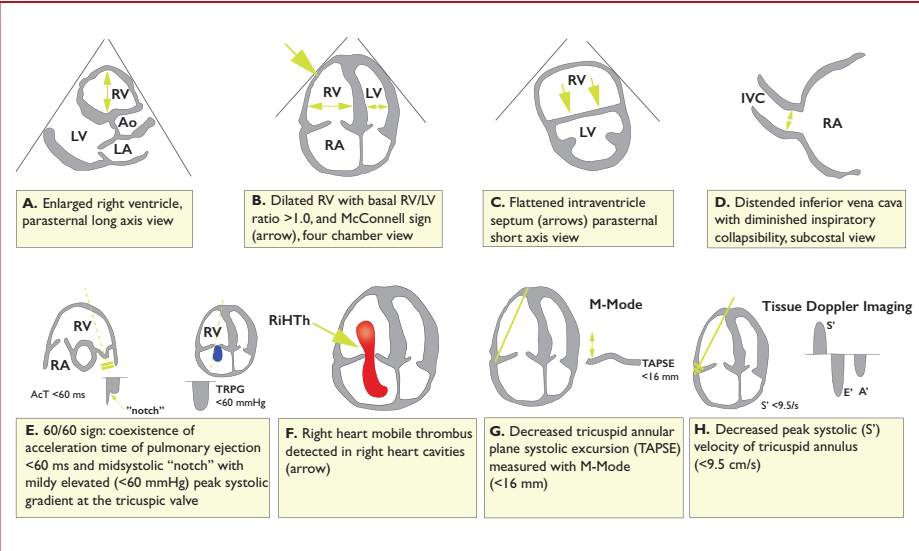 RV
Ao
LV
LA
A. Enlarged right ventricle,
parasternal long axis view
RV
LV
RA
B. Dilated RV with basal RV/LV
ratio >1.0, and McConnell sign
(arrow), four chamber view
RV
LV
C. Flattened intraventricle
septum (arrows) parasternal
short axis view
IVC
RA
D. Distended inferior vena cava
with diminished inspiratory
collapsibility, subcostal view
RV
RA
AcT <60 ms
"notch"
RV
TRPG
<60 mmHg
E. 60/60 sign: coexistence of
acceleration time of pulmonary ejection
<60 ms and midsystolic “notch” with
mildy elevated (<60 mmHg) peak systolic
gradient at the tricuspic valve
RiHTh
F. Right heart mobile thrombus
detected in right heart cavities
(arrow)
M-Mode
TAPSE
<16 mm
G. Decreased tricuspid annular
plane systolic excursion (TAPSE)
measured with M-Mode
(<16 mm)
Tissue Doppler Imaging
S’
E’ A’
S’ <9.5/s
H. Decreased peak systolic (S’)
velocity of tricuspid annulus
(<9.5 cm/s)